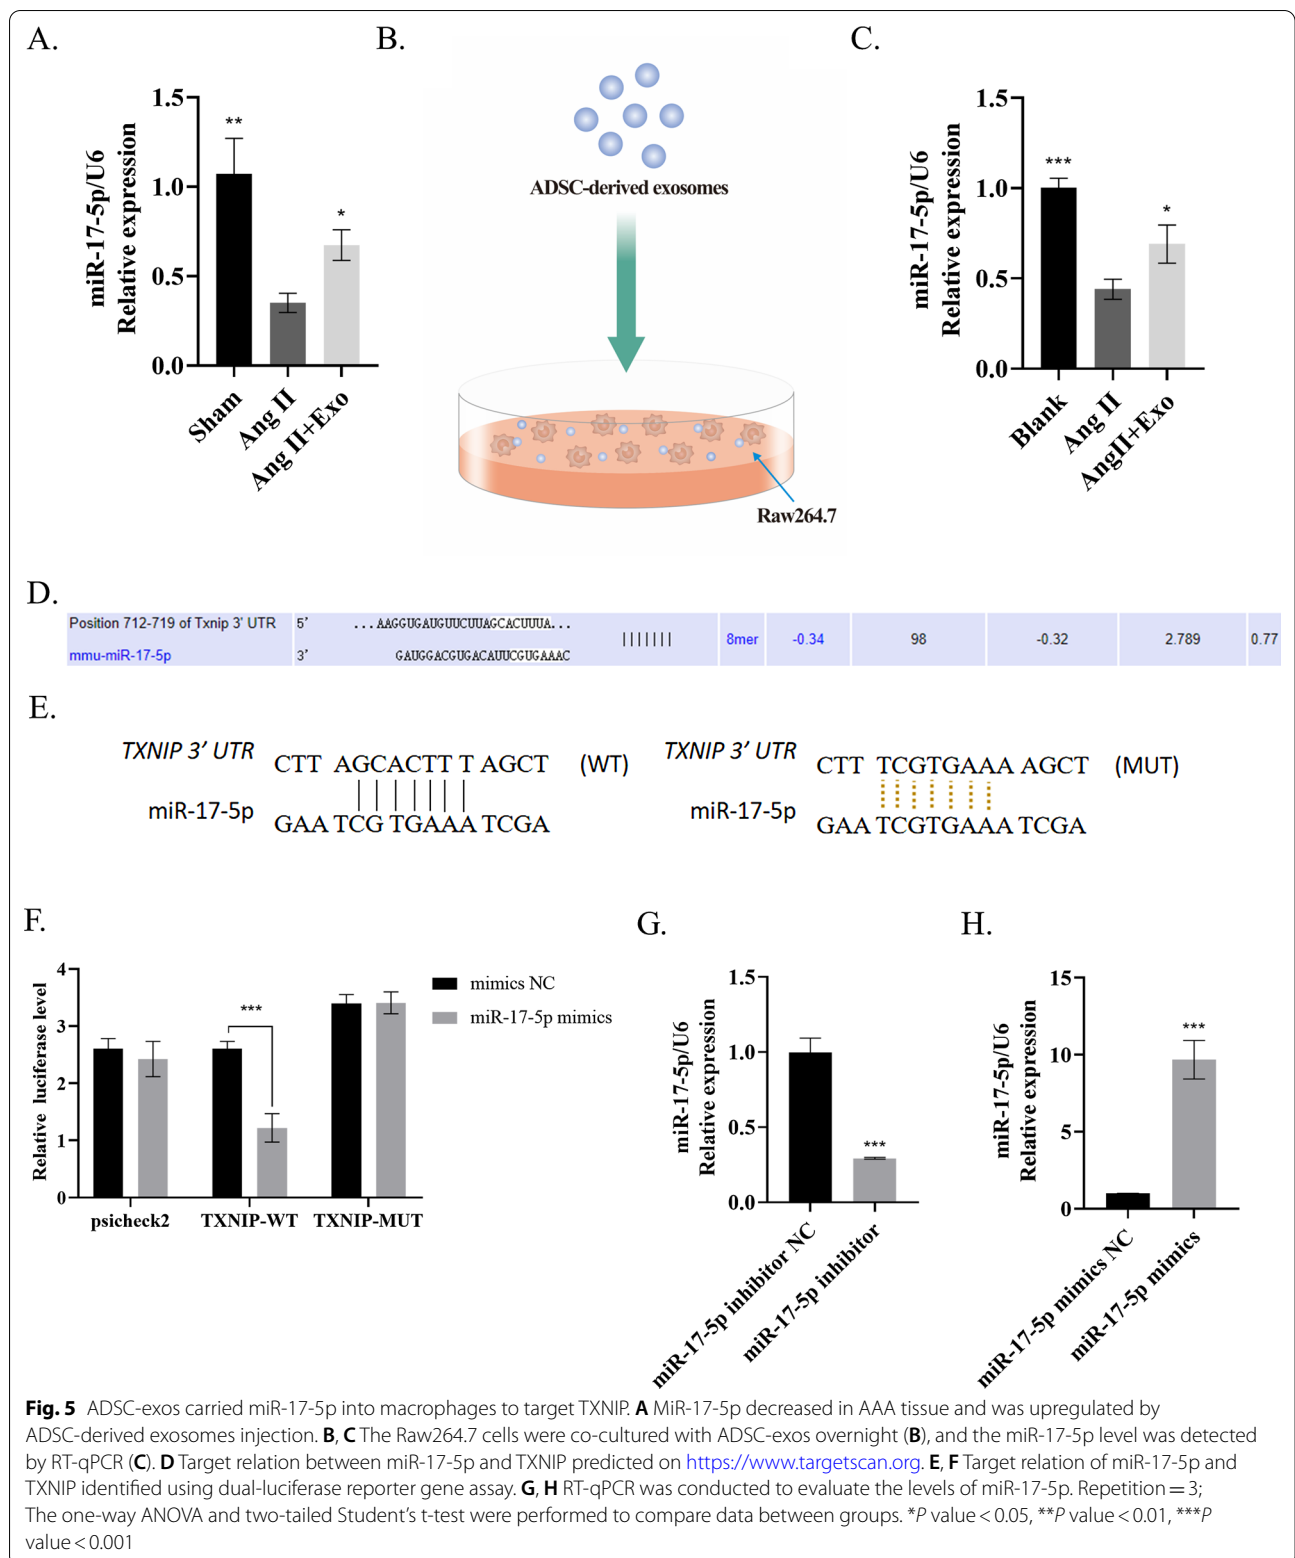 A.
miR-17-5p/U6
Relative expression
1.5
1.0
0.5
0.0
**
*
Sham
Ang II
Ang II+Exo
B.
ADSC-derived exosomes
Raw264.7
C.
miR-17-5p/U6
Relative expression
1.5
1.0
0.5
0.0
***
*
Blank
Ang II
AngII+Exo
D.
Position 712-719 of Txnip 3' UTR 5' ...AAGGUGAUGUUCUUAGCACUUUA...
mmu-miR-17-5p 3' GAUGGACGUGACAUUCGUGAAAC
8mer -0.34 98 -0.32 2.789 0.77
E.
TXNIP 3′ UTR CTT AGCACTT T AGCT (WT)
miR-17-5p GAA TCG TGAAA TCGA
TXNIP 3′ UTR CTT TCGTGAAA AGCT (MUT)
miR-17-5p GAA TCGTGAAA TCGA
F.
Relative luciferase level
4
3
2
1
0
***
psicheck2
TXNIP-WT
TXNIP-MUT
mimics NC
miR-17-5p mimics
G.
miR-17-5p/U6
Relative expression
1.5
1.0
0.5
0.0
***
miR-17-5p inhibitor NC
miR-17-5p inhibitor
H.
miR-17-5p/U6
Relative expression
15
10
5
0
***
miR-17-5p mimics NC
miR-17-5p mimics
Fig. 5 ADSC-exos carried miR-17-5p into macrophages to target TXNIP. A MiR-17-5p decreased in AAA tissue and was upregulated by
ADSC-derived exosomes injection. B, C The Raw264.7 cells were co-cultured with ADSC-exos overnight (B), and the miR-17-5p level was detected
by RT-qPCR (C). D Target relation between miR-17-5p and TXNIP predicted on https://www.targetscan.org. E, F Target relation of miR-17-5p and
TXNIP identified using dual-luciferase reporter gene assay. G, H RT-qPCR was conducted to evaluate the levels of miR-17-5p. Repetition = 3;
The one-way ANOVA and two-tailed Student's t-test were performed to compare data between groups. *P value < 0.05, **P value < 0.01, ***P
value < 0.001